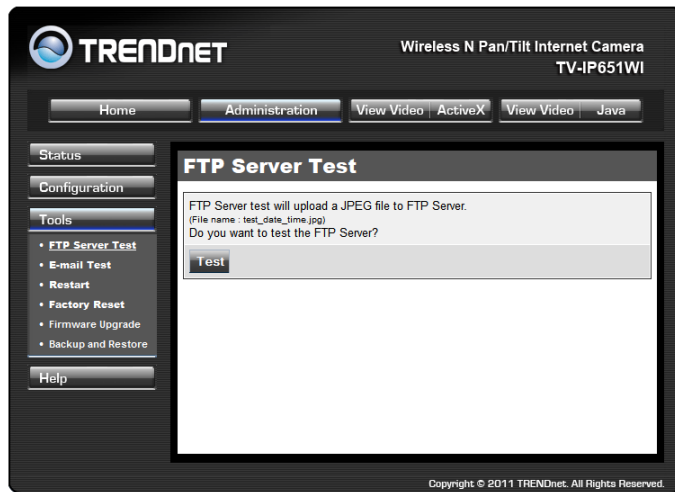 TRENDnet
Wireless N Pan/Tilt Internet Camera
TV-IP651WI
Home
Administration
View Video | ActiveX
View Video | Java
Status
Configuration
Tools
• FTP Server Test
• E-mail Test
• Restart
• Factory Reset
• Firmware Upgrade
• Backup and Restore
Help
FTP Server Test
FTP Server test will upload a JPEG file to FTP Server.
(File name : test_date_time.jpg)
Do you want to test the FTP Server?
Test
Copyright © 2011 TRENDnet. All Rights Reserved.